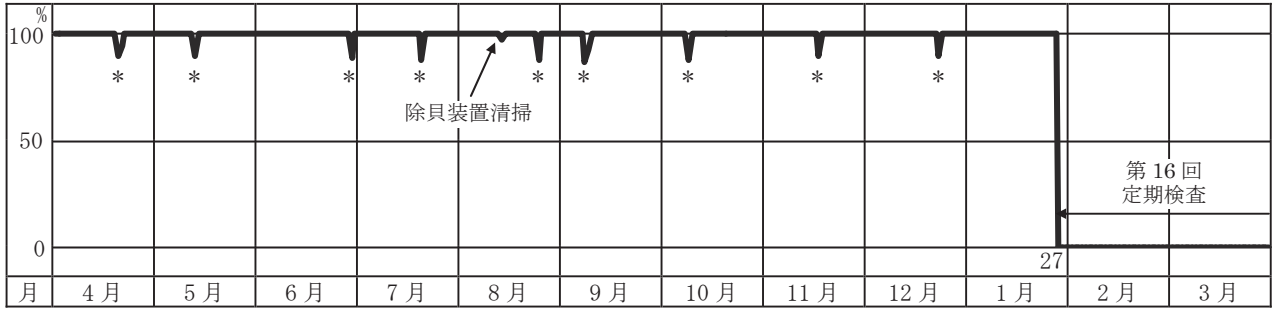 %
100
* * * * * * * * *
除貝装置清掃
50
第 16 回
定期検査
0
27
月 4 月 5 月 6 月 7 月 8 月 9 月 10 月 11 月 12 月 1 月 2 月 3 月